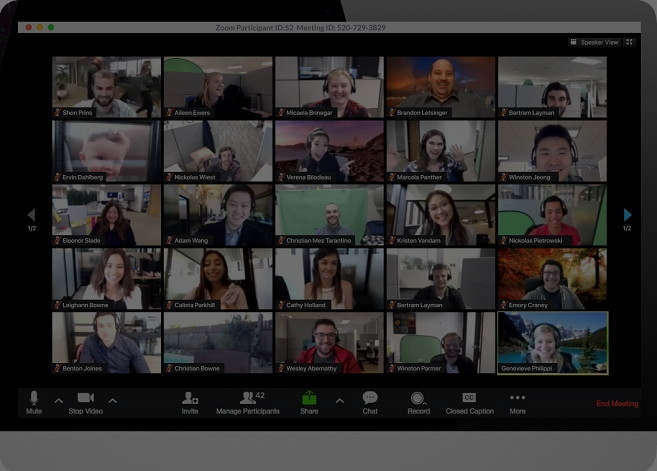 Zoom Participant ID:52 Meeting ID: 520-729-3829
Speaker View
Shon Prins
Aileen Ewers
Micaela Brinegar
Brandon Letsinger
Bertram Layman
Ervin Dahlberg
Nickolas Wiest
Verena Bilodeau
Marcela Panther
Winston Jeong
Eleonor Slade
Adam Wang
Christian Mes Tarantino
Kristen Vandam
Nickolas Pietrowski
1/2
1/2
Leighann Bowne
Calista Parkhill
Cathy Holland
Bertram Layman
Emory Craney
Benton Joines
Christian Bowne
Wesley Abernathy
Winston Pormer
Genevieve Philippi
42
CC
Mute
Stop Video
Invite
Manage Participants
Share
Chat
Record
Closed Caption
More
End Meeting